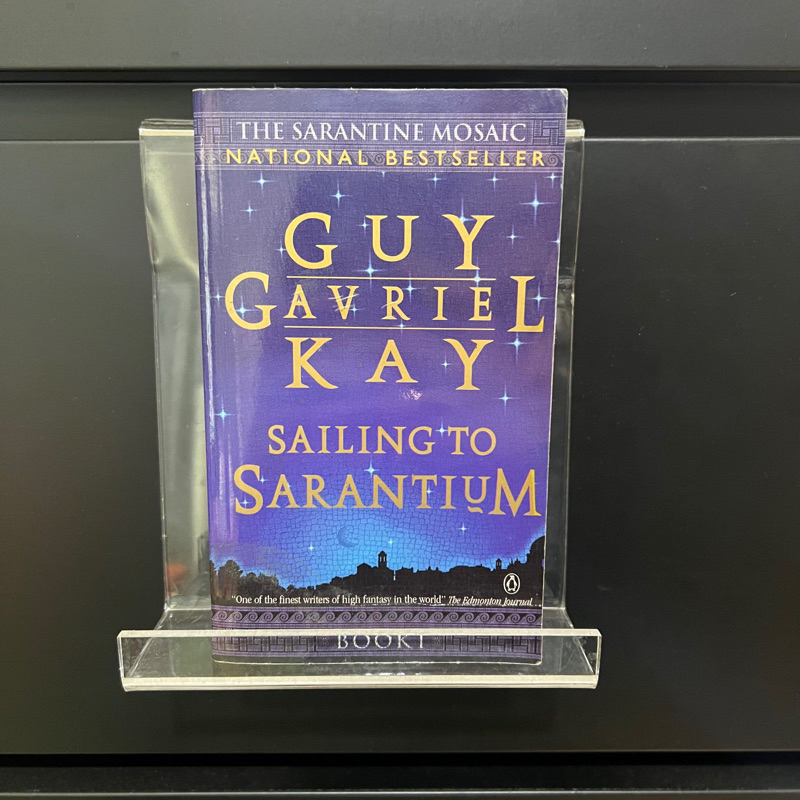 THE SARANTINE MOSAIC
NATIONAL BESTSELLER
GUY
GAVRIEL
KAY
SAILING TO
SARANTIUM
"One of the finest writers of high fantasy in the world" The Edmonton Journal
BOOK 1